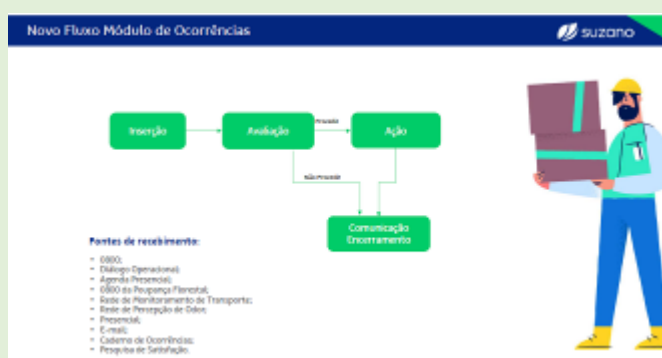 Novo Fluxo Módulo de Ocorrências
suzano
Inserção
Avaliação
Procede
Ação
Não Procede
Comunicação
Encerramento
Fontes de recebimento:
- 0800;
- Diálogo Operacional;
- Agenda Presencial;
- 0800 da Poupança Florestal;
- Rede de Monitoramento de Transporte;
- Rede de Percepção de Odor;
- Presencial;
- E-mail;
- Caderno de Ocorrências;
- Pesquisa de Satisfação.